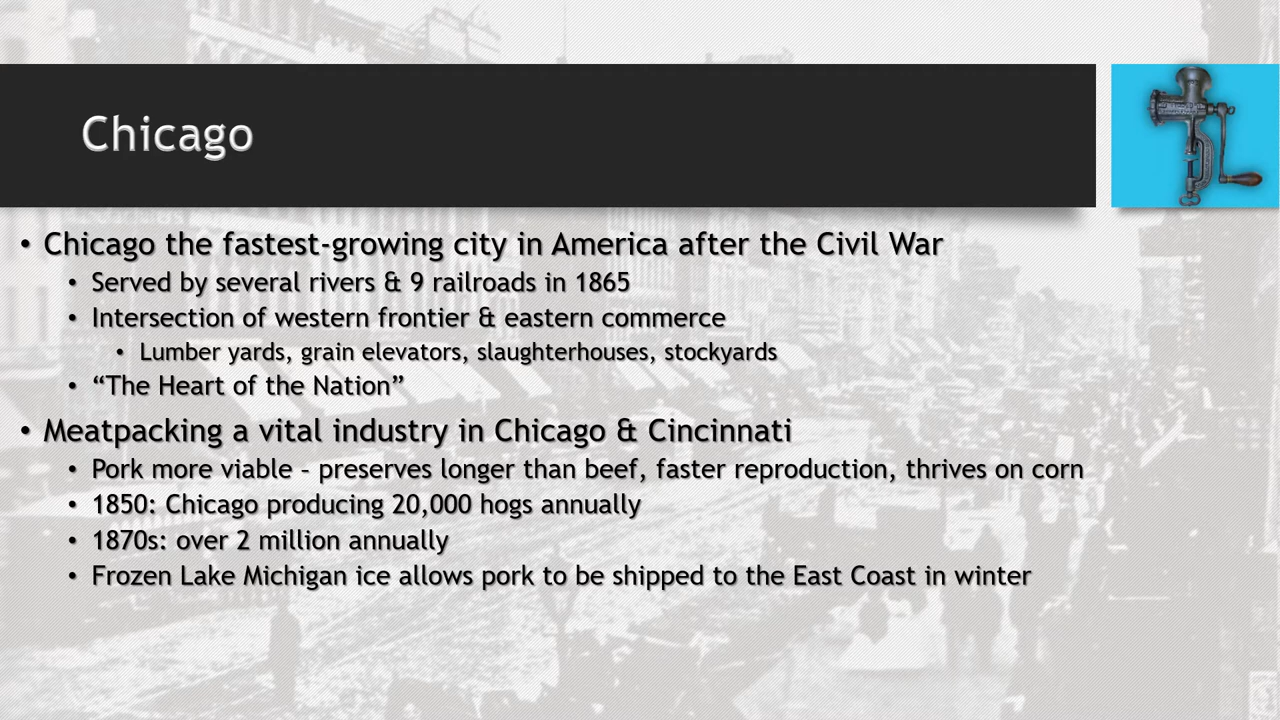 Chicago
• Chicago the fastest-growing city in America after the Civil War
• Served by several rivers & 9 railroads in 1865
• Intersection of western frontier & eastern commerce
• Lumber yards, grain elevators, slaughterhouses, stockyards
• “The Heart of the Nation”
• Meatpacking a vital industry in Chicago & Cincinnati
• Pork more viable – preserves longer than beef, faster reproduction, thrives on corn
• 1850: Chicago producing 20,000 hogs annually
• 1870s: over 2 million annually
• Frozen Lake Michigan ice allows pork to be shipped to the East Coast in winter